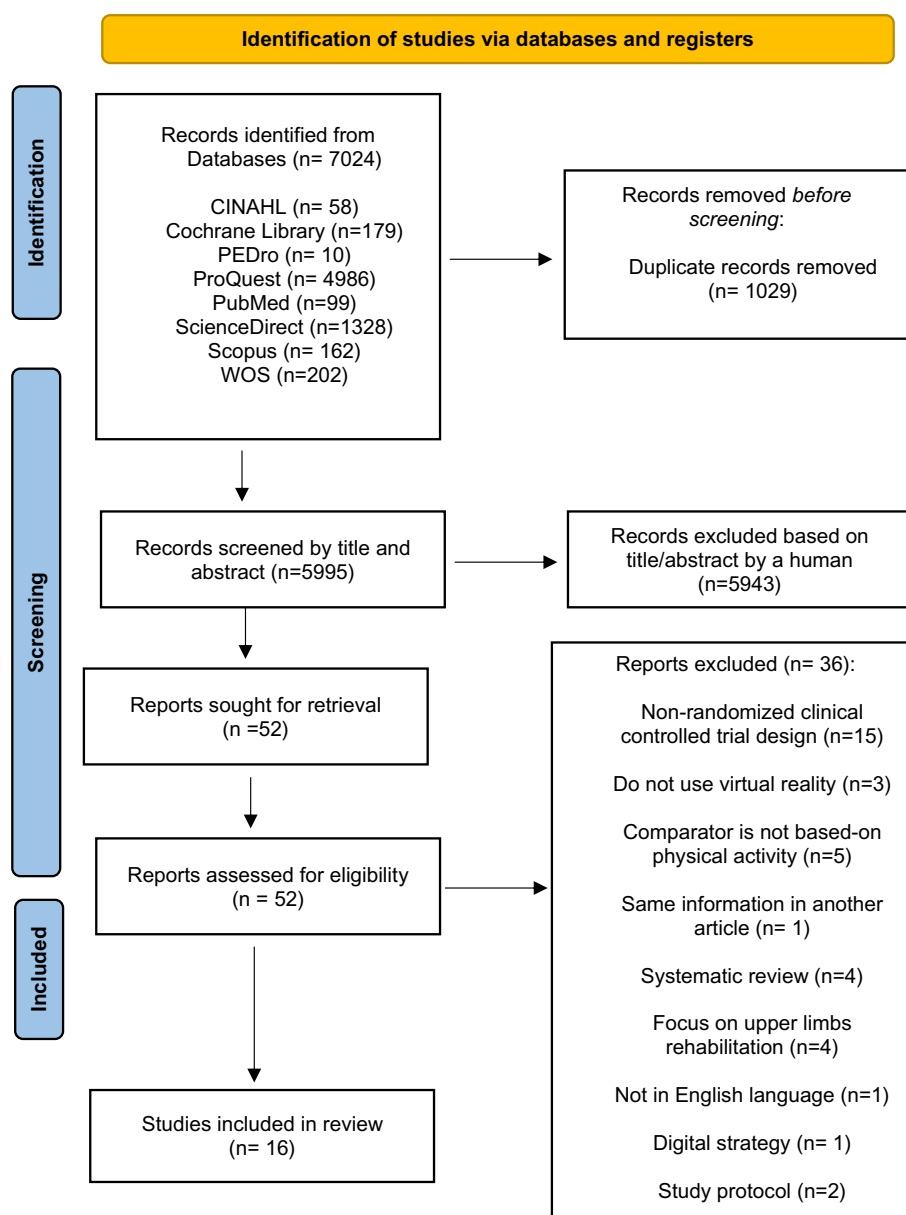 Identification of studies via databases and registers
Identification
Records identified from
Databases (n= 7024)
CINAHL (n= 58)
Cochrane Library (n=179)
PEDro (n= 10)
ProQuest (n= 4986)
PubMed (n=99)
ScienceDirect (n=1328)
Scopus (n= 162)
WOS (n=202)
Records removed before
screening:
Duplicate records removed
(n= 1029)
Screening
Records screened by title and
abstract (n=5995)
Records excluded based on
title/abstract by a human
(n=5943)
Reports sought for retrieval
(n =52)
Reports assessed for eligibility
(n = 52)
Reports excluded (n= 36):
Non-randomized clinical
controlled trial design (n=15)
Do not use virtual reality (n=3)
Comparator is not based-on
physical activity (n=5)
Same information in another
article (n= 1)
Systematic review (n=4)
Focus on upper limbs
rehabilitation (n=4)
Not in English language (n=1)
Digital strategy (n= 1)
Study protocol (n=2)
Included
Studies included in review
(n= 16)